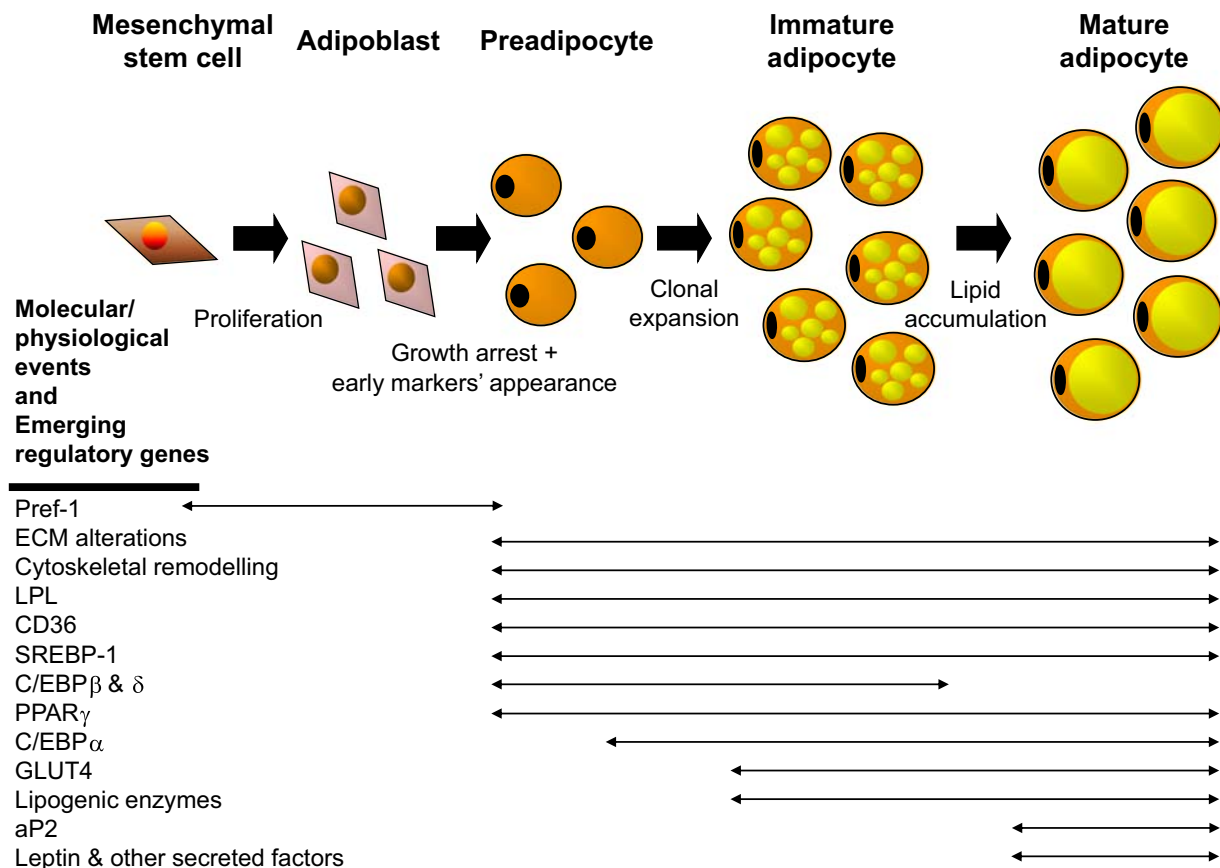 Mesenchymal
stem cell
Adipoblast
Preadipocyte
Immature
adipocyte
Mature
adipocyte
Proliferation
Growth arrest +
early markers’ appearance
Clonal
expansion
Lipid
accumulation
Molecular/
physiological
events
and
Emerging
regulatory genes
Pref-1
ECM alterations
Cytoskeletal remodelling
LPL
CD36
SREBP-1
C/EBPβ & δ
PPARγ
C/EBPα
GLUT4
Lipogenic enzymes
aP2
Leptin & other secreted factors